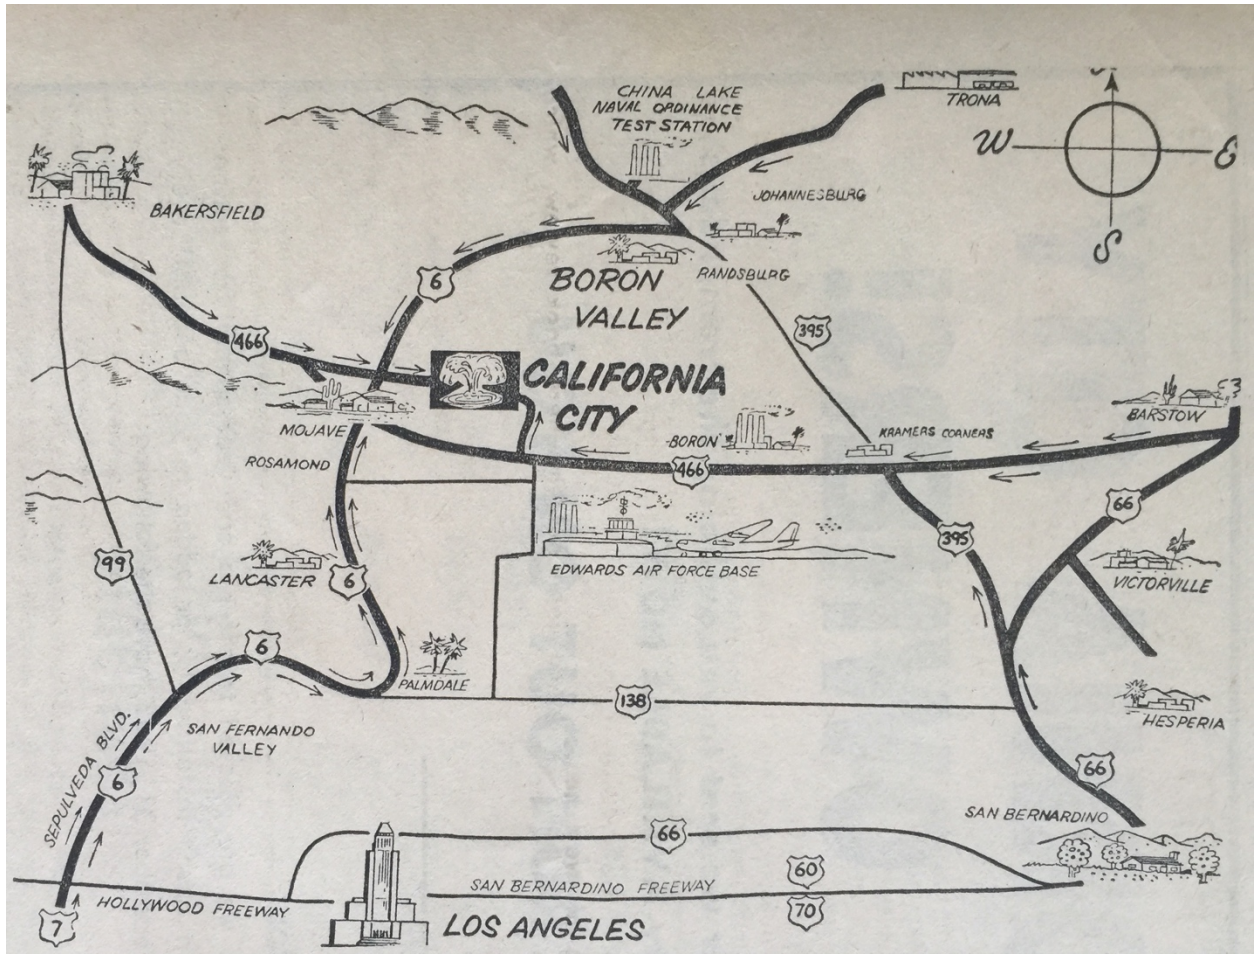 CHINA LAKE
NAVAL ORDINANCE
TEST STATION
TRONA
W
E
S
JOHANNESBURG
BAKERSFIELD
RANDSBURG
6
BORON
VALLEY
395
466
CALIFORNIA
CITY
BARSTOW
MOJAVE
BORON
KRAMERS CORNERS
ROSAMOND
466
66
395
99
LANCASTER
6
EDWARDS AIR FORCE BASE
VICTORVILLE
6
PALMDALE
138
SEPULVEDA BLVD.
SAN FERNANDO
VALLEY
HESPERIA
6
66
SAN BERNARDINO
66
60
SAN BERNARDINO FREEWAY
70
HOLLYWOOD FREEWAY
7
LOS ANGELES